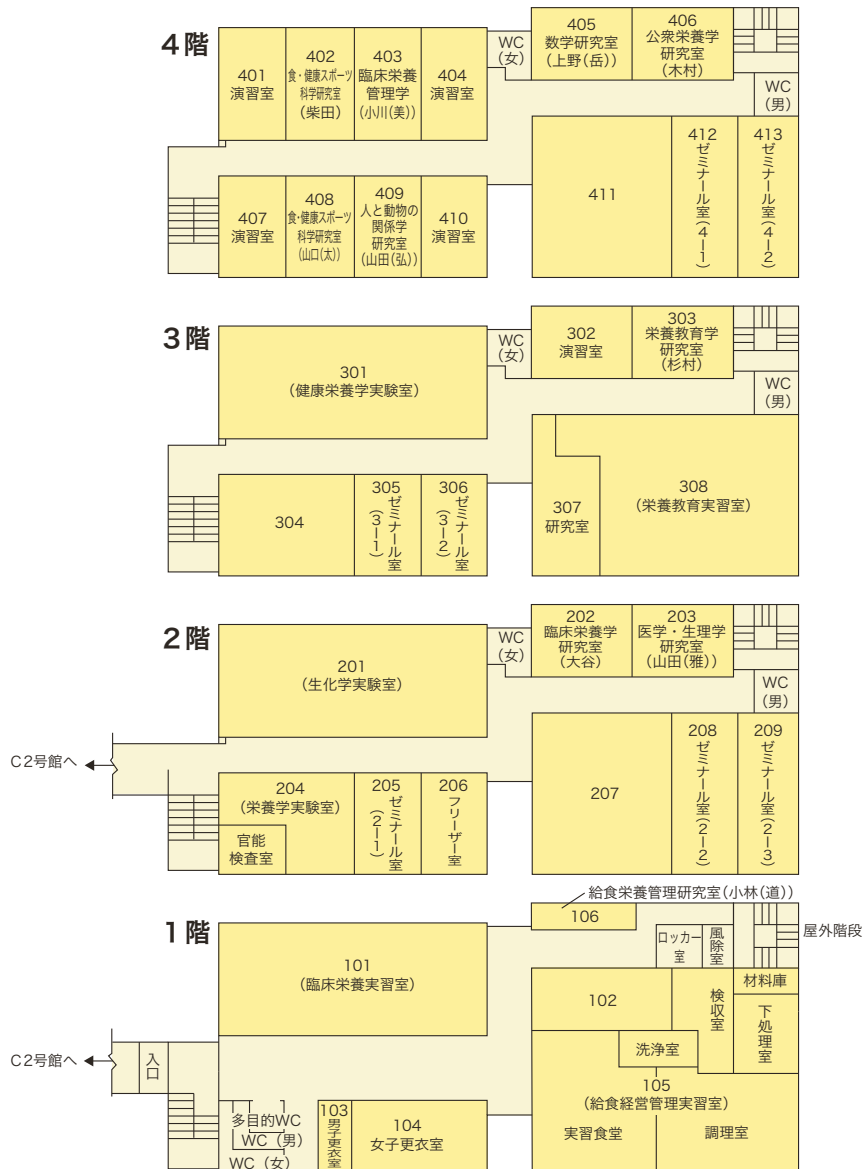 4階
401
演習室
402
食・健康スポーツ
科学研究室
(柴田)
403
臨床栄養
管理学
(小川(美))
404
演習室
WC
(女)
405
数学研究室
(上野(岳))
406
公衆栄養学
研究室
(木村)
WC
(男)
407
演習室
408
食・健康スポーツ
科学研究室
(山口(太))
409
人と動物の
関係学
研究室
(山田(弘))
410
演習室
411
412
ゼミナール室(4ー1)
413
ゼミナール室(4ー2)
3階
301
(健康栄養学実験室)
WC
(女)
302
演習室
303
栄養教育学
研究室
(杉村)
WC
(男)
304
305
ゼミナール室
(3ー1)
306
ゼミナール室
(3ー2)
307
研究室
308
(栄養教育実習室)
2階
201
(生化学実験室)
WC
(女)
202
臨床栄養学
研究室
(大谷)
203
医学・生理学
研究室
(山田(雅))
WC
(男)
C2号館へ
204
(栄養学実験室)
官能
検査室
205
ゼミナール室
(2ー1)
206
フリーザー室
207
208
ゼミナール室(2ー2)
209
ゼミナール室(2ー3)
1階
給食栄養管理研究室(小林(道))
106
101
(臨床栄養実習室)
ロッカー
室
風除室
屋外階段
102
検収室
材料庫
下処理室
洗浄室
C2号館へ
入口
105
(給食経営管理実習室)
実習食堂
調理室
多目的WC
WC(男)
WC(女)
103
男子更衣室
104
女子更衣室